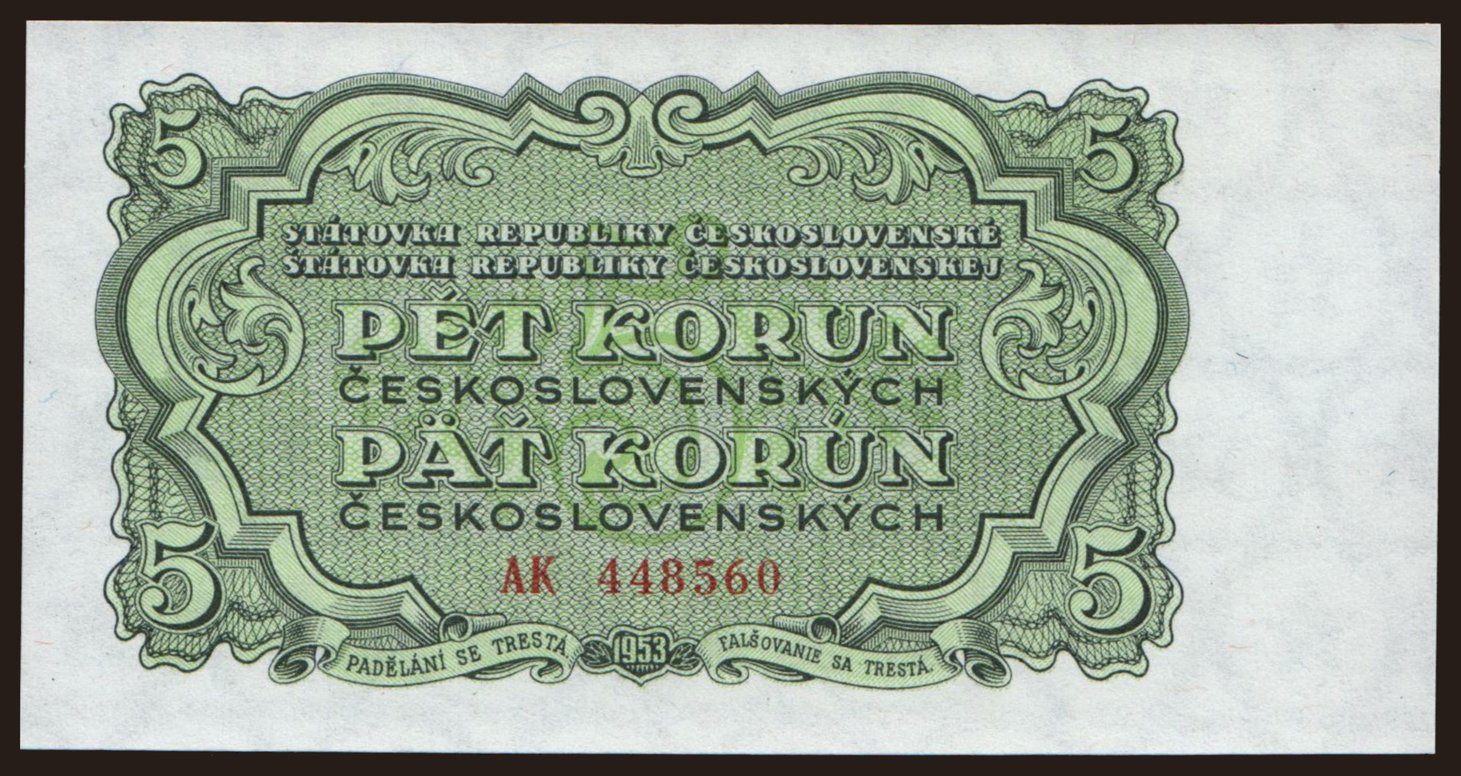 5 5
STÁTOVKA REPUBLIKY ČESKOSLOVENSKÉ
ŠTÁTOVKA REPUBLIKY ČESKOSLOVENSKEJ
PĚT KORUN
ČESKOSLOVENSKÝCH
PÄŤ KORÚN
ČESKOSLOVENSKÝCH
5 5
AK 448560
PADĚLÁNÍ SE TRESTÁ. 1953 FALŠOVANIE SA TRESTÁ.